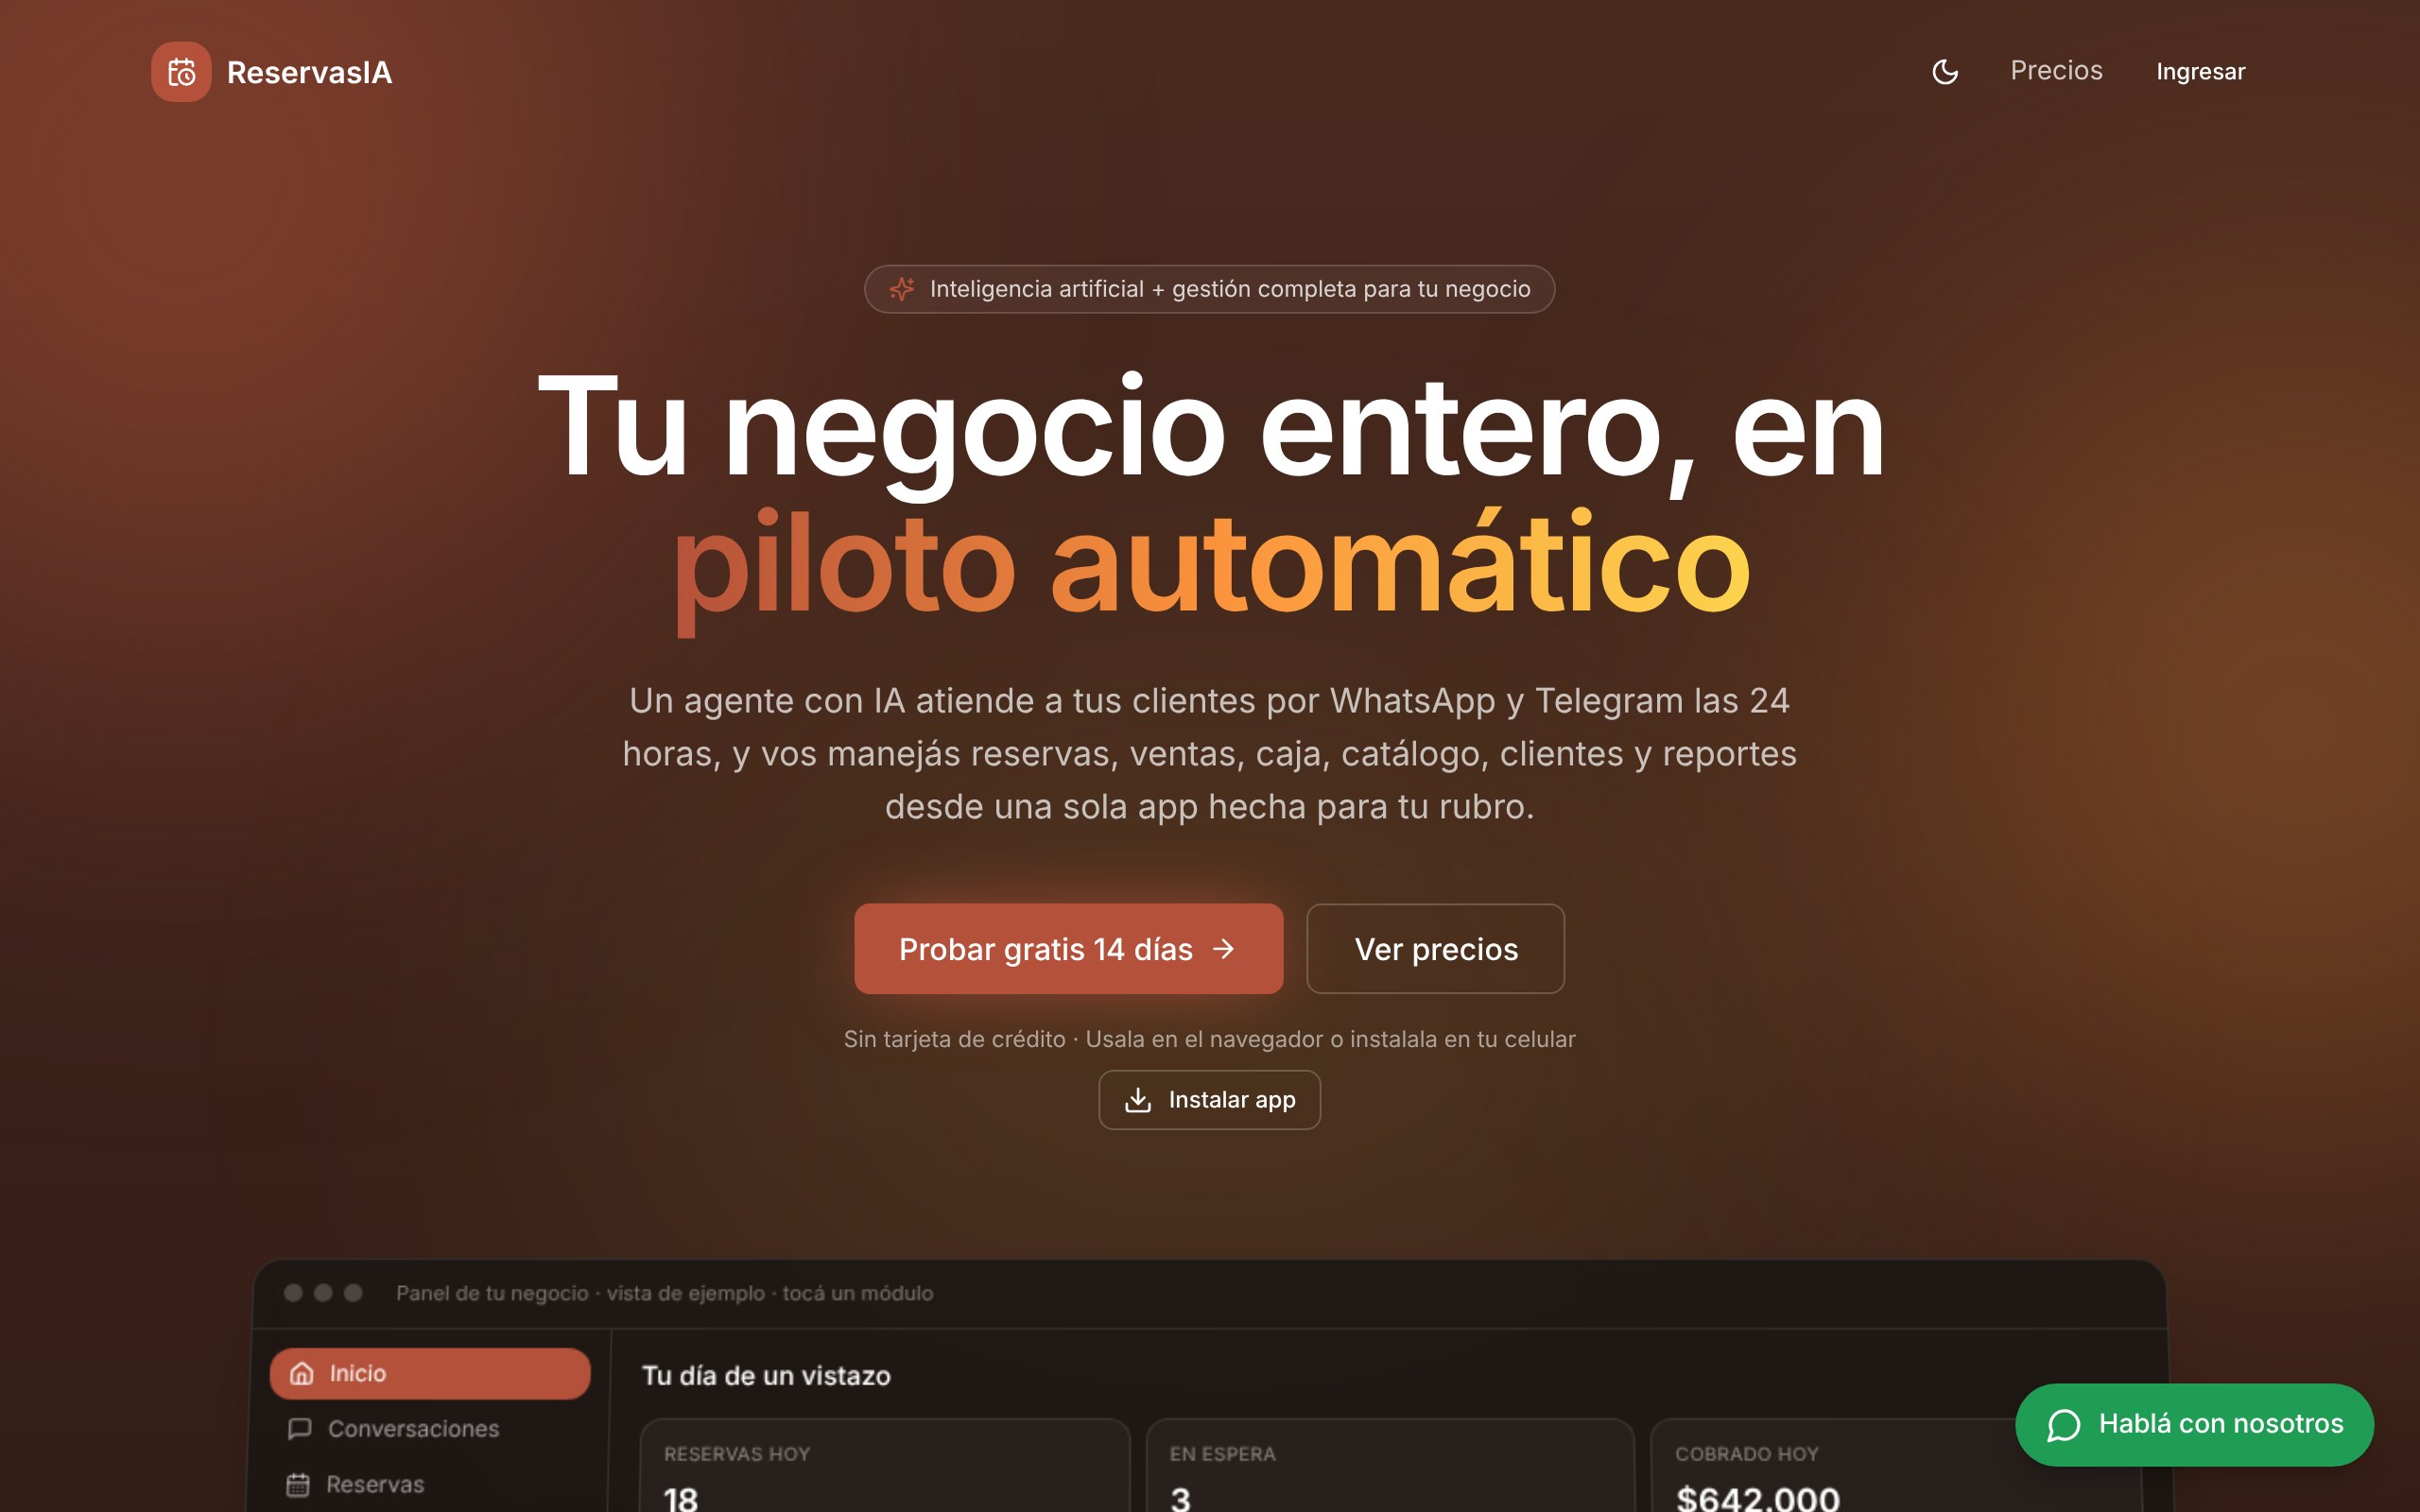 ReservasIA
Precios
Ingresar
Inteligencia artificial + gestión completa para tu negocio
Tu negocio entero, en
piloto automático
Un agente con IA atiende a tus clientes por WhatsApp y Telegram las 24
horas, y vos manejás reservas, ventas, caja, catálogo, clientes y reportes
desde una sola app hecha para tu rubro.
Probar gratis 14 días
Ver precios
Sin tarjeta de crédito · Usala en el navegador o instalala en tu celular
Instalar app
Panel de tu negocio · vista de ejemplo · tocá un módulo
Inicio
Conversaciones
Reservas
Tu día de un vistazo
RESERVAS HOY
18
EN ESPERA
3
COBRADO HOY
$642.000
Hablá con nosotros